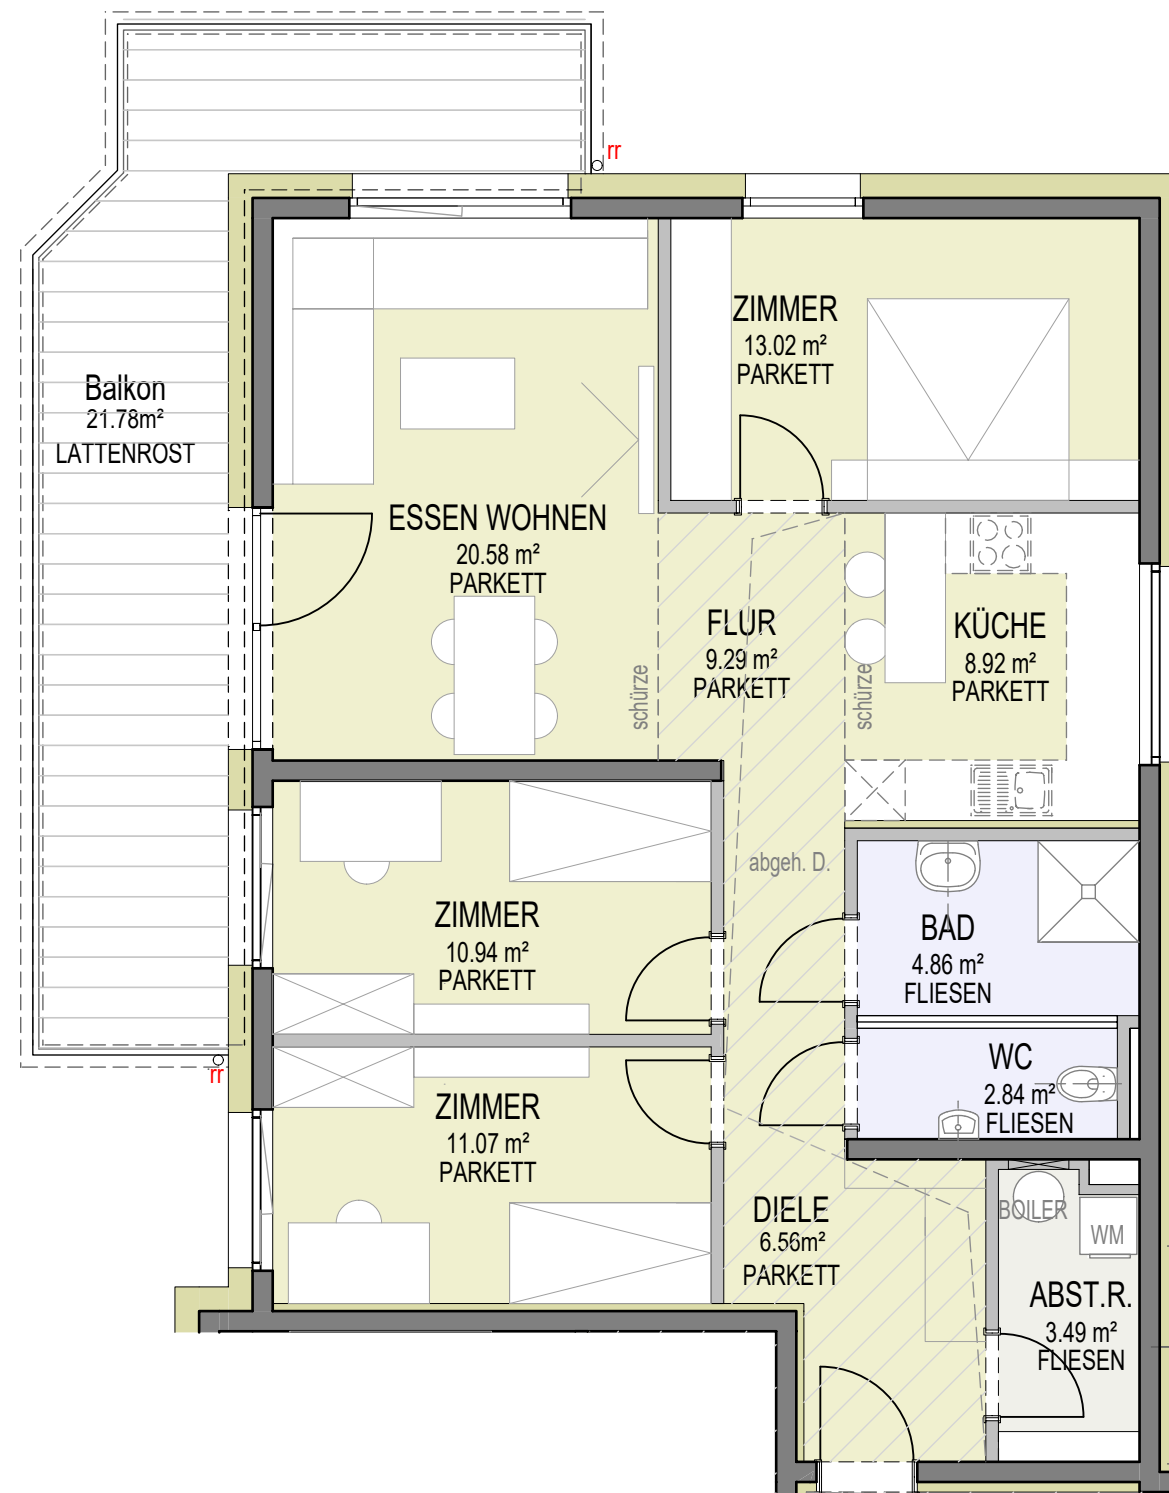 rr
ZIMMER
13.02 m²
PARKETT
Balkon
21.78m²
LATTENROST
ESSEN WOHNEN
20.58 m²
PARKETT
FLUR
9.29 m²
PARKETT
KÜCHE
8.92 m²
PARKETT
schürze
schürze
abgeh. D.
ZIMMER
10.94 m²
PARKETT
BAD
4.86 m²
FLIESEN
WC
2.84 m²
FLIESEN
rr
ZIMMER
11.07 m²
PARKETT
DIELE
6.56m²
PARKETT
BOILER
WM
ABST.R.
3.49 m²
FLIESEN